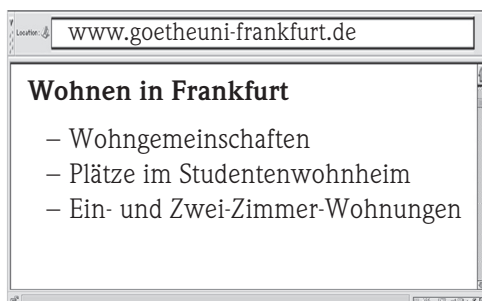 Location:
www.goetheuni-frankfurt.de
Wohnen in Frankfurt
– Wohngemeinschaften
– Plätze im Studentenwohnheim
– Ein- und Zwei-Zimmer-Wohnungen